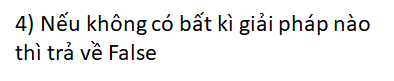 4) Nếu không có bất kì giải pháp nào
thì trả về False